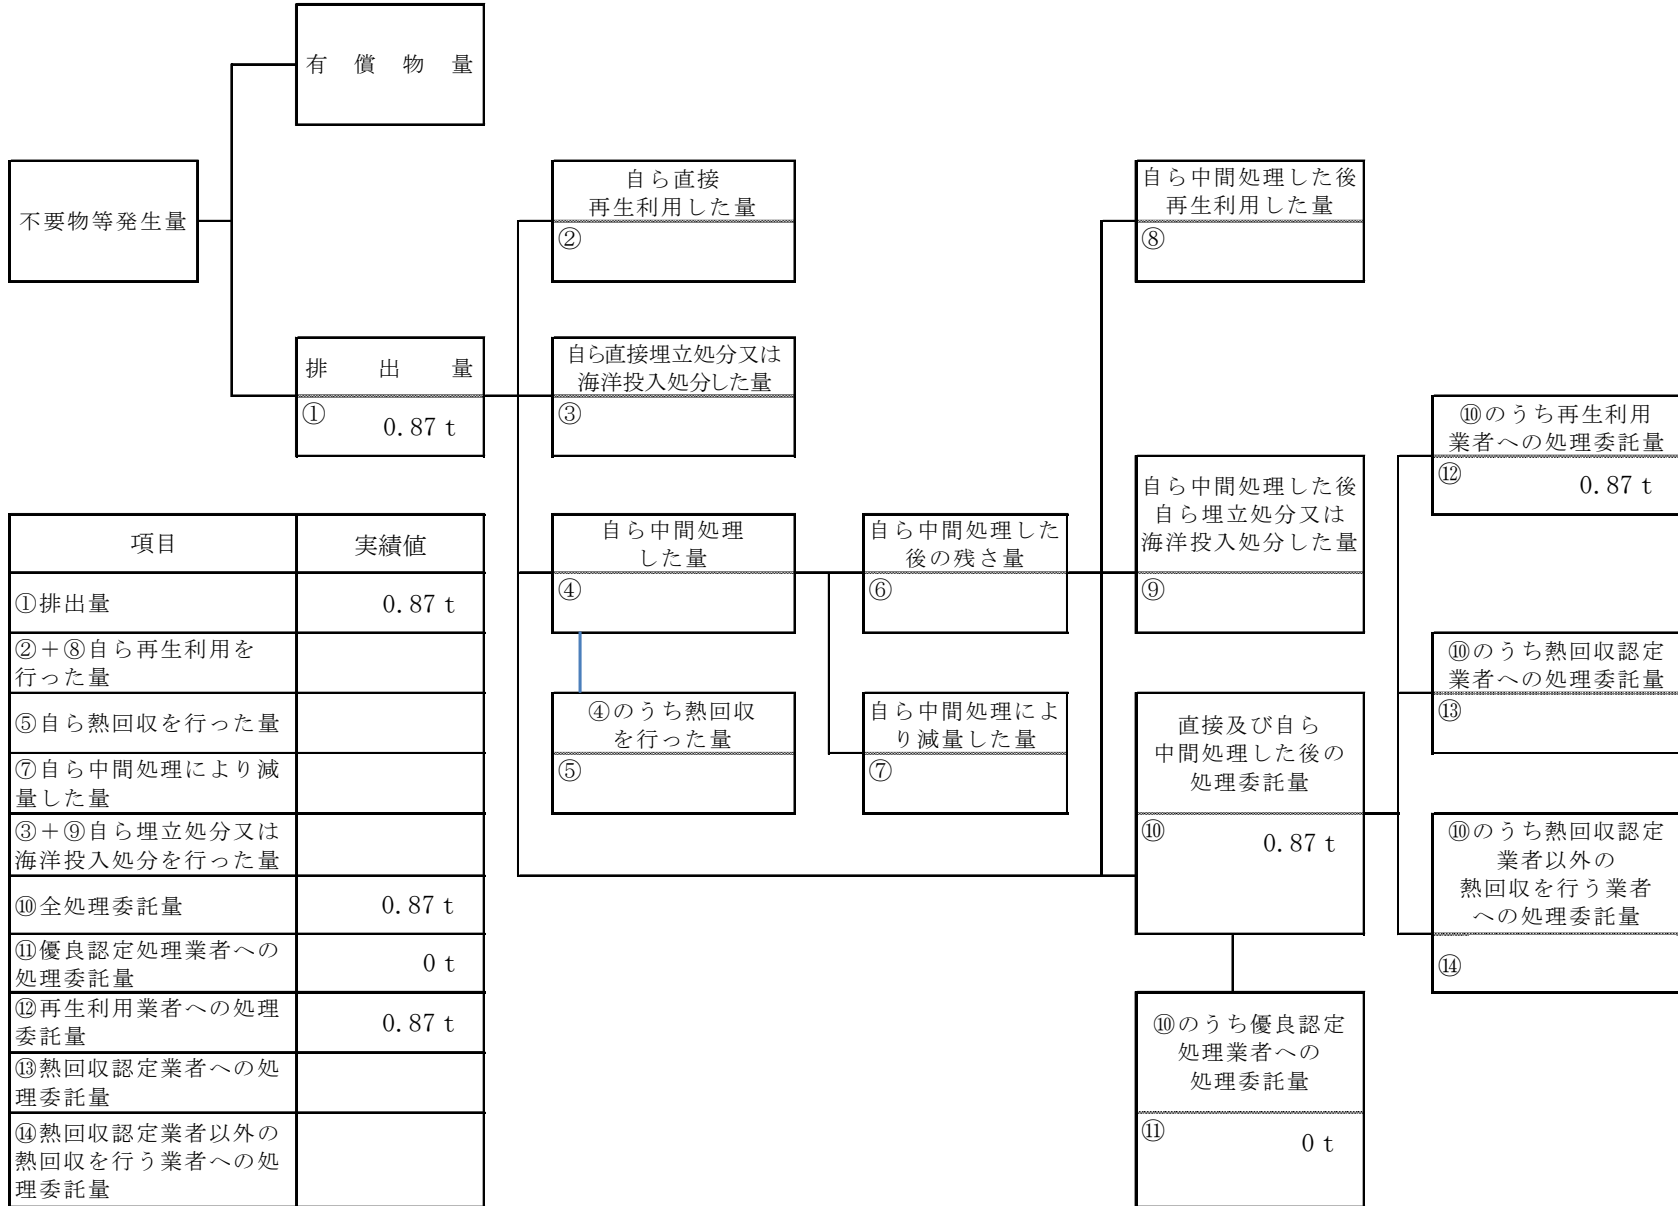 有償物量
不要物等発生量
自ら直接
再生利用した量
②
自ら中間処理した後
再生利用した量
⑧
排出量
① 0.87 t
自ら直接埋立処分又は
海洋投入処分した量
③
⑩のうち再生利用
業者への処理委託量
⑫ 0.87 t
自ら中間処理
した量
④
自ら中間処理した
後の残さ量
⑥
自ら中間処理した後
自ら埋立処分又は
海洋投入処分した量
⑨
④のうち熱回収
を行った量
⑤
自ら中間処理によ
り減量した量
⑦
直接及び自ら
中間処理した後の
処理委託量
⑩ 0.87 t
⑩のうち熱回収認定
業者への処理委託量
⑬
⑩のうち熱回収認定
業者以外の
熱回収を行う業者
への処理委託量
⑭
⑩のうち優良認定
処理業者への
処理委託量
⑪ 0 t
項目 実績値
①排出量 0.87 t
②+⑧自ら再生利用を
行った量
⑤自ら熱回収を行った量
⑦自ら中間処理により減
量した量
③+⑨自ら埋立処分又は
海洋投入処分を行った量
⑩全処理委託量 0.87 t
⑪優良認定処理業者への
処理委託量 0 t
⑫再生利用業者への処理
委託量 0.87 t
⑬熱回収認定業者への処
理委託量
⑭熱回収認定業者以外の
熱回収を行う業者への処
理委託量